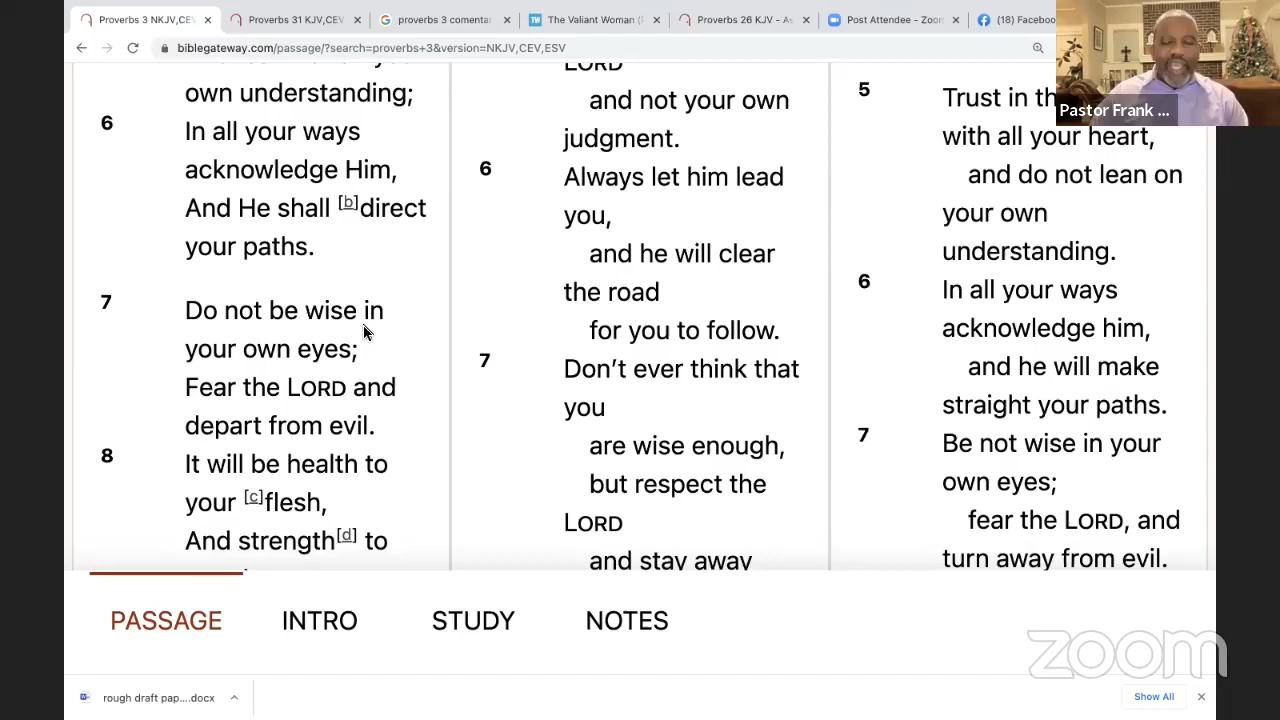 Proverbs 3 NKJV,CEV
Proverbs 31 KJV,CEV
proverbs 3 comentar
The Valiant Woman (
Proverbs 26 KJV - A
Post Attendee - Zoo
(18) Facebook
biblegateway.com/passage/?search=proverbs+3&version=NKJV,CEV,ESV
own understanding;
6
In all your ways
acknowledge Him,
And He shall [b]direct
your paths.
7
Do not be wise in
your own eyes;
Fear the LORD and
depart from evil.
8
It will be health to
your [c]flesh,
And strength[d] to
LORD
and not your own
judgment.
6
Always let him lead
you,
and he will clear
the road
for you to follow.
7
Don't ever think that
you
are wise enough,
but respect the
LORD
and stay away
5
Trust in th
with all your heart,
and do not lean on
your own
understanding.
6
In all your ways
acknowledge him,
and he will make
straight your paths.
7
Be not wise in your
own eyes;
fear the LORD, and
turn away from evil.
Pastor Frank ...
PASSAGE
INTRO
STUDY
NOTES
zoom
rough draft pap....docx
Show All